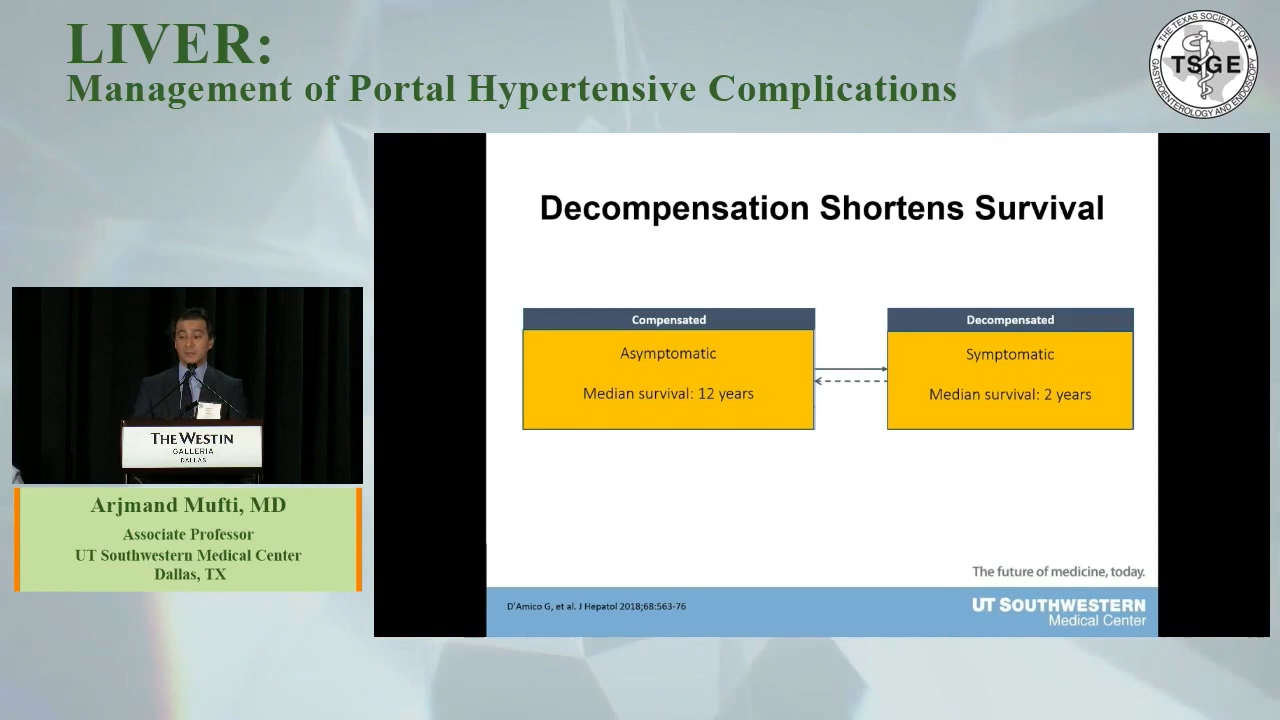 LIVER:
Management of Portal Hypertensive Complications
THE TEXAS SOCIETY FOR
TSGE
GASTROENTEROLOGY AND ENDOSCOPY
Decompensation Shortens Survival
Compensated
Asymptomatic
Median survival: 12 years
Decompensated
Symptomatic
Median survival: 2 years
THE WESTIN
GALLERIA
DALLAS
Arjmand Mufti, MD
Associate Professor
UT Southwestern Medical Center
Dallas, TX
The future of medicine, today.
D'Amico G, et al. J Hepatol 2018;68:563-76
UT SOUTHWESTERN
Medical Center